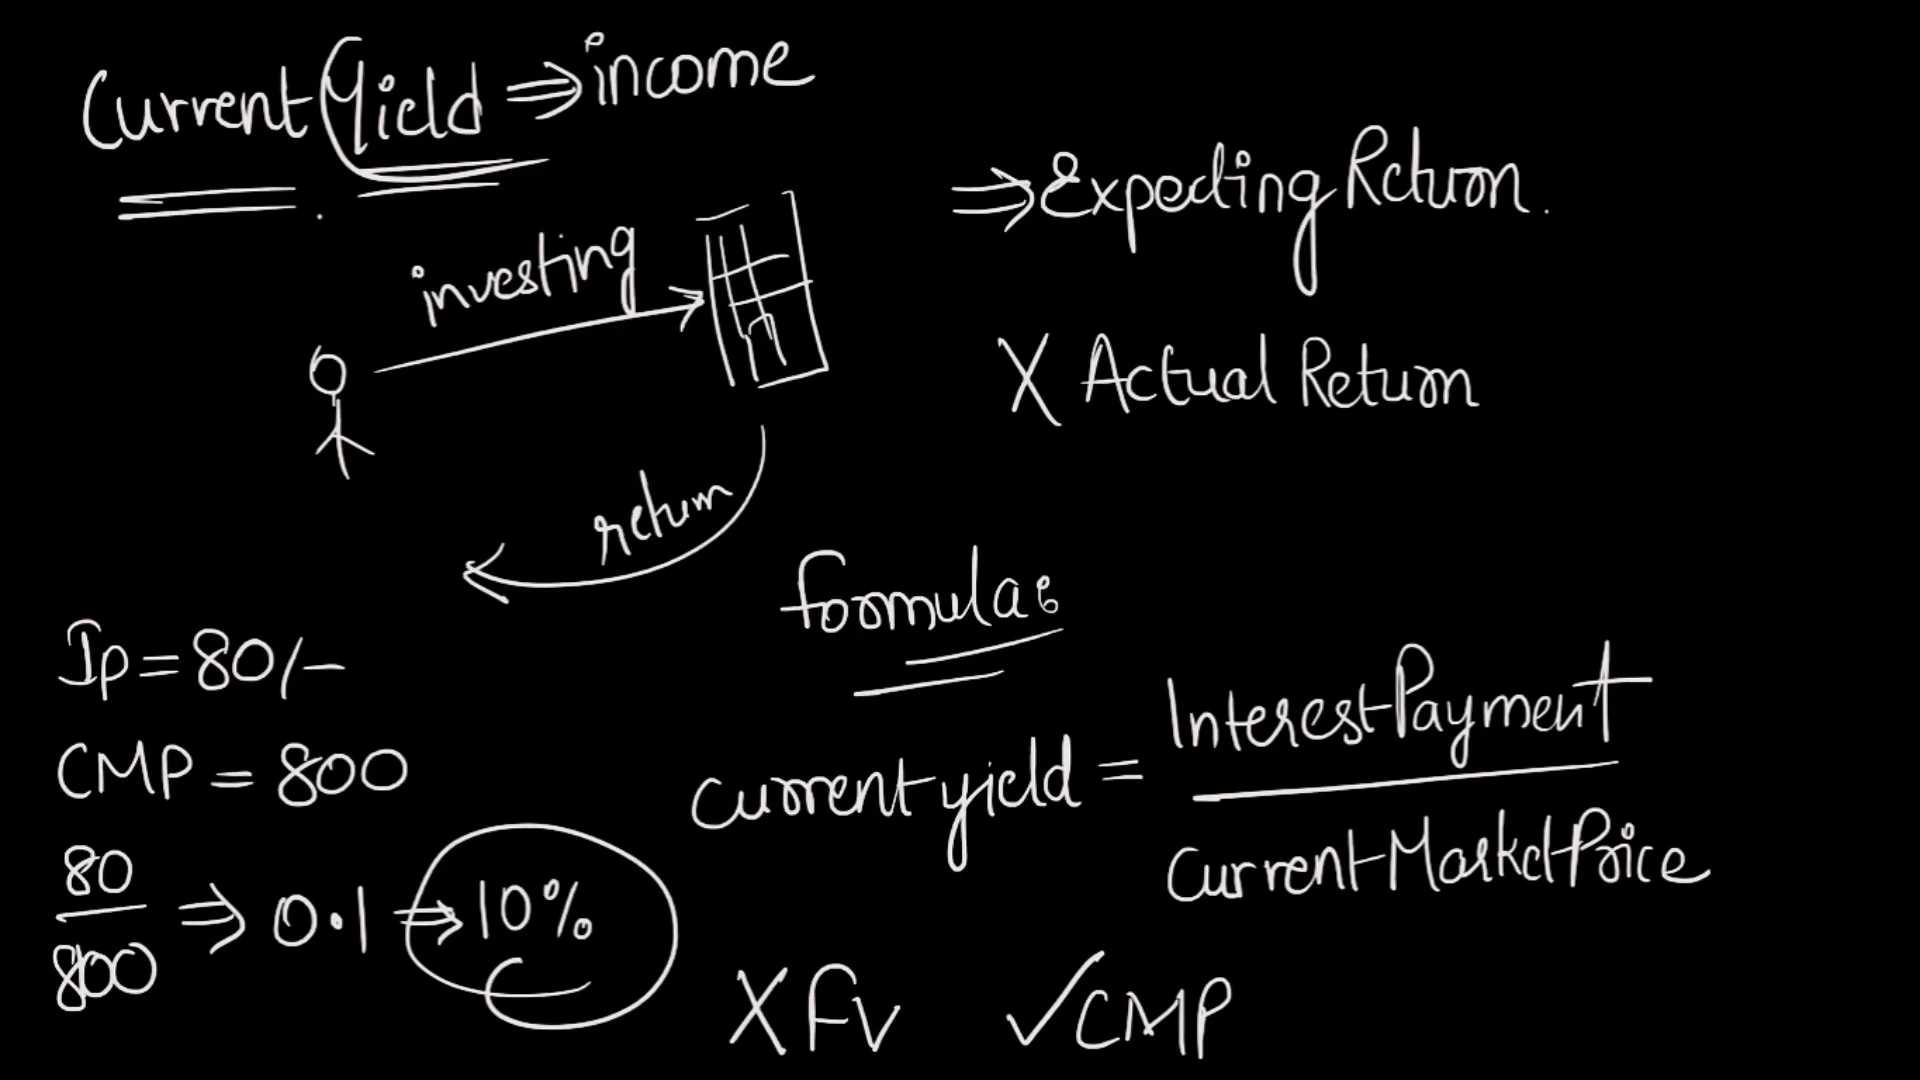 Current Yield ⇒ income
⇒ Expecting Return.
investing
X Actual Return
return
formulae
Ip = 80/-
Current yield = Interest Payment / Current Market Price
CMP = 800
80/800 ⇒ 0.1 ⇒ 10%
X FV ✓CMP